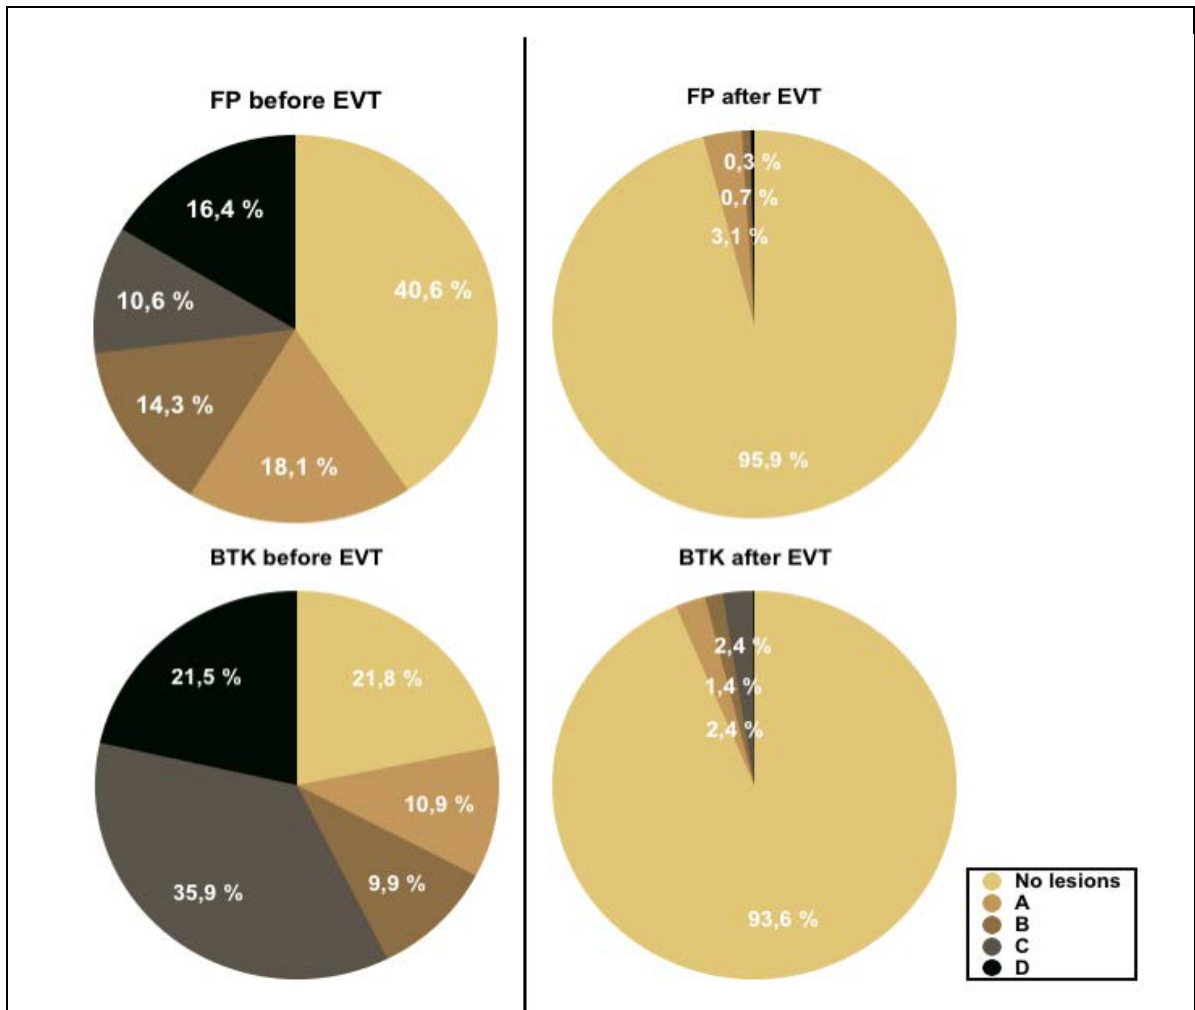 FP before EVT
16,4 %
40,6 %
10,6 %
14,3 %
18,1 %
FP after EVT
0,3 %
0,7 %
3,1 %
95,9 %
BTK before EVT
21,5 %
21,8 %
10,9 %
9,9 %
35,9 %
BTK after EVT
2,4 %
1,4 %
2,4 %
93,6 %
No lesions
A
B
C
D